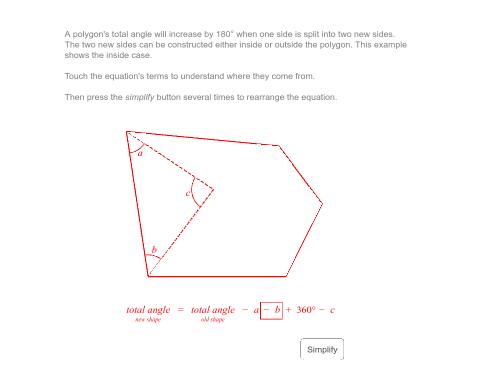 A polygon's total angle will increase by 180° when one side is split into two new sides.
The two new sides can be constructed either inside or outside the polygon. This example
shows the inside case.
Touch the equation's terms to understand where they come from.
Then press the simplify button several times to rearrange the equation.
a
c
b
total angle = total angle − a − b + 360° − c
new shape old shape
Simplify